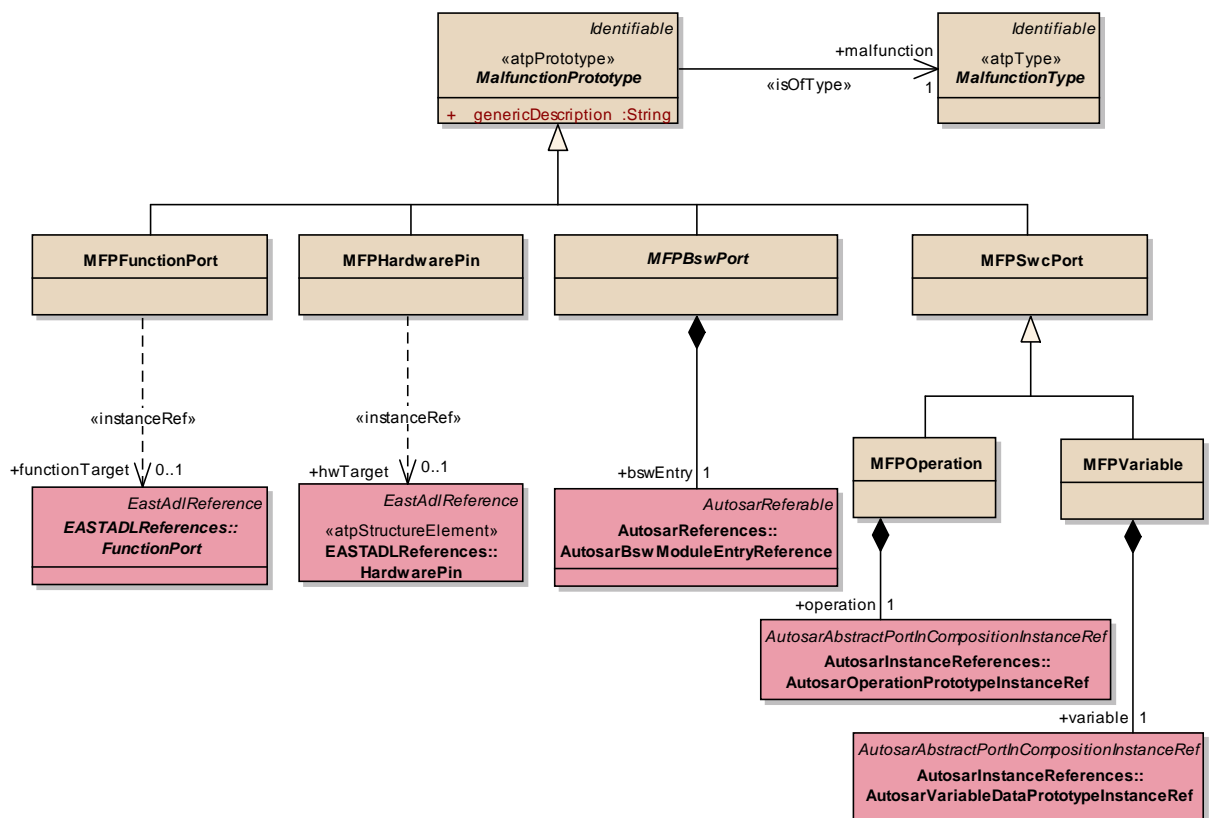 Identifiable
«atpPrototype»
MalfunctionPrototype
+ genericDescription :String
+malfunction
«isOfType»
1
Identifiable
«atpType»
MalfunctionType
MFPFunctionPort
MFPHardwarePin
MFPBswPort
MFPSwcPort
«instanceRef»
«instanceRef»
+functionTarget
0..1
+hwTarget
0..1
+bswEntry
1
MFPOperation
MFPVariable
EastAdlReference
EASTADLReferences::
FunctionPort
EastAdlReference
«atpStructureElement»
EASTADLReferences::
HardwarePin
AutosarReferable
AutosarReferences::
AutosarBswModuleEntryReference
+operation
1
AutosarAbstractPortInCompositionInstanceRef
AutosarInstanceReferences::
AutosarOperationPrototypeInstanceRef
+variable
1
AutosarAbstractPortInCompositionInstanceRef
AutosarInstanceReferences::
AutosarVariableDataPrototypeInstanceRef